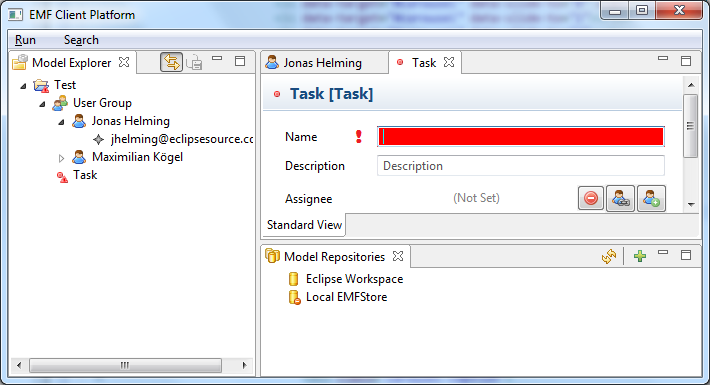 EMF Client Platform
Run Search
Model Explorer
Test
User Group
Jonas Helming
jhelming@eclipsesource.cc
Maximilian Kögel
Task
Jonas Helming Task
Task [Task]
Name
Description Description
Assignee (Not Set)
Standard View
Model Repositories
Eclipse Workspace
Local EMFStore